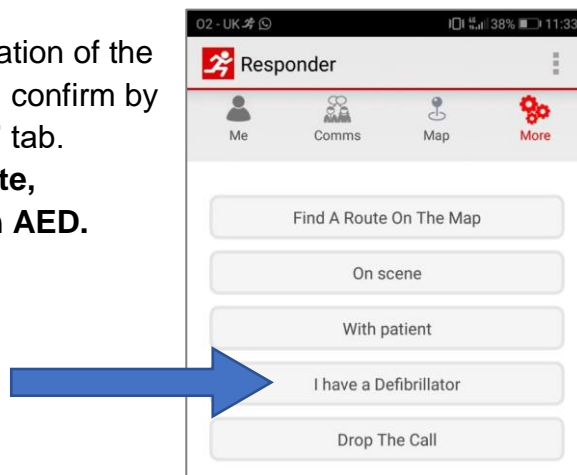 ation of the
confirm by
' tab.
te,
n AED.
O2 - UK 38% 11:33
Responder
Me Comms Map More
Find A Route On The Map
On scene
With patient
I have a Defibrillator
Drop The Call